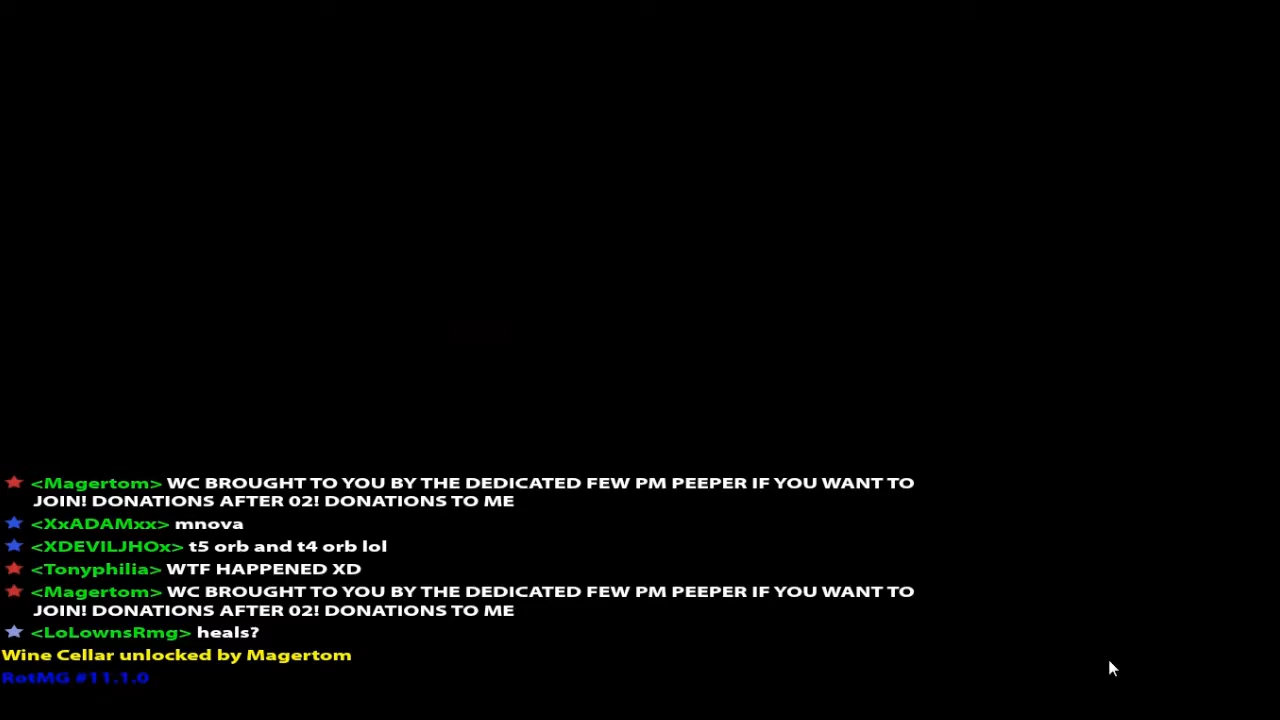 <Magertom> WC BROUGHT TO YOU BY THE DEDICATED FEW PM PEEPER IF YOU WANT TO
JOIN! DONATIONS AFTER 02! DONATIONS TO ME
<XxADAMxx> mnova
<XDEVILJHOx> t5 orb and t4 orb lol
<Tonyphilia> WTF HAPPENED XD
<Magertom> WC BROUGHT TO YOU BY THE DEDICATED FEW PM PEEPER IF YOU WANT TO
JOIN! DONATIONS AFTER 02! DONATIONS TO ME
<LoLownsRmg> heals?
Wine Cellar unlocked by Magertom
RotMG #11.1.0